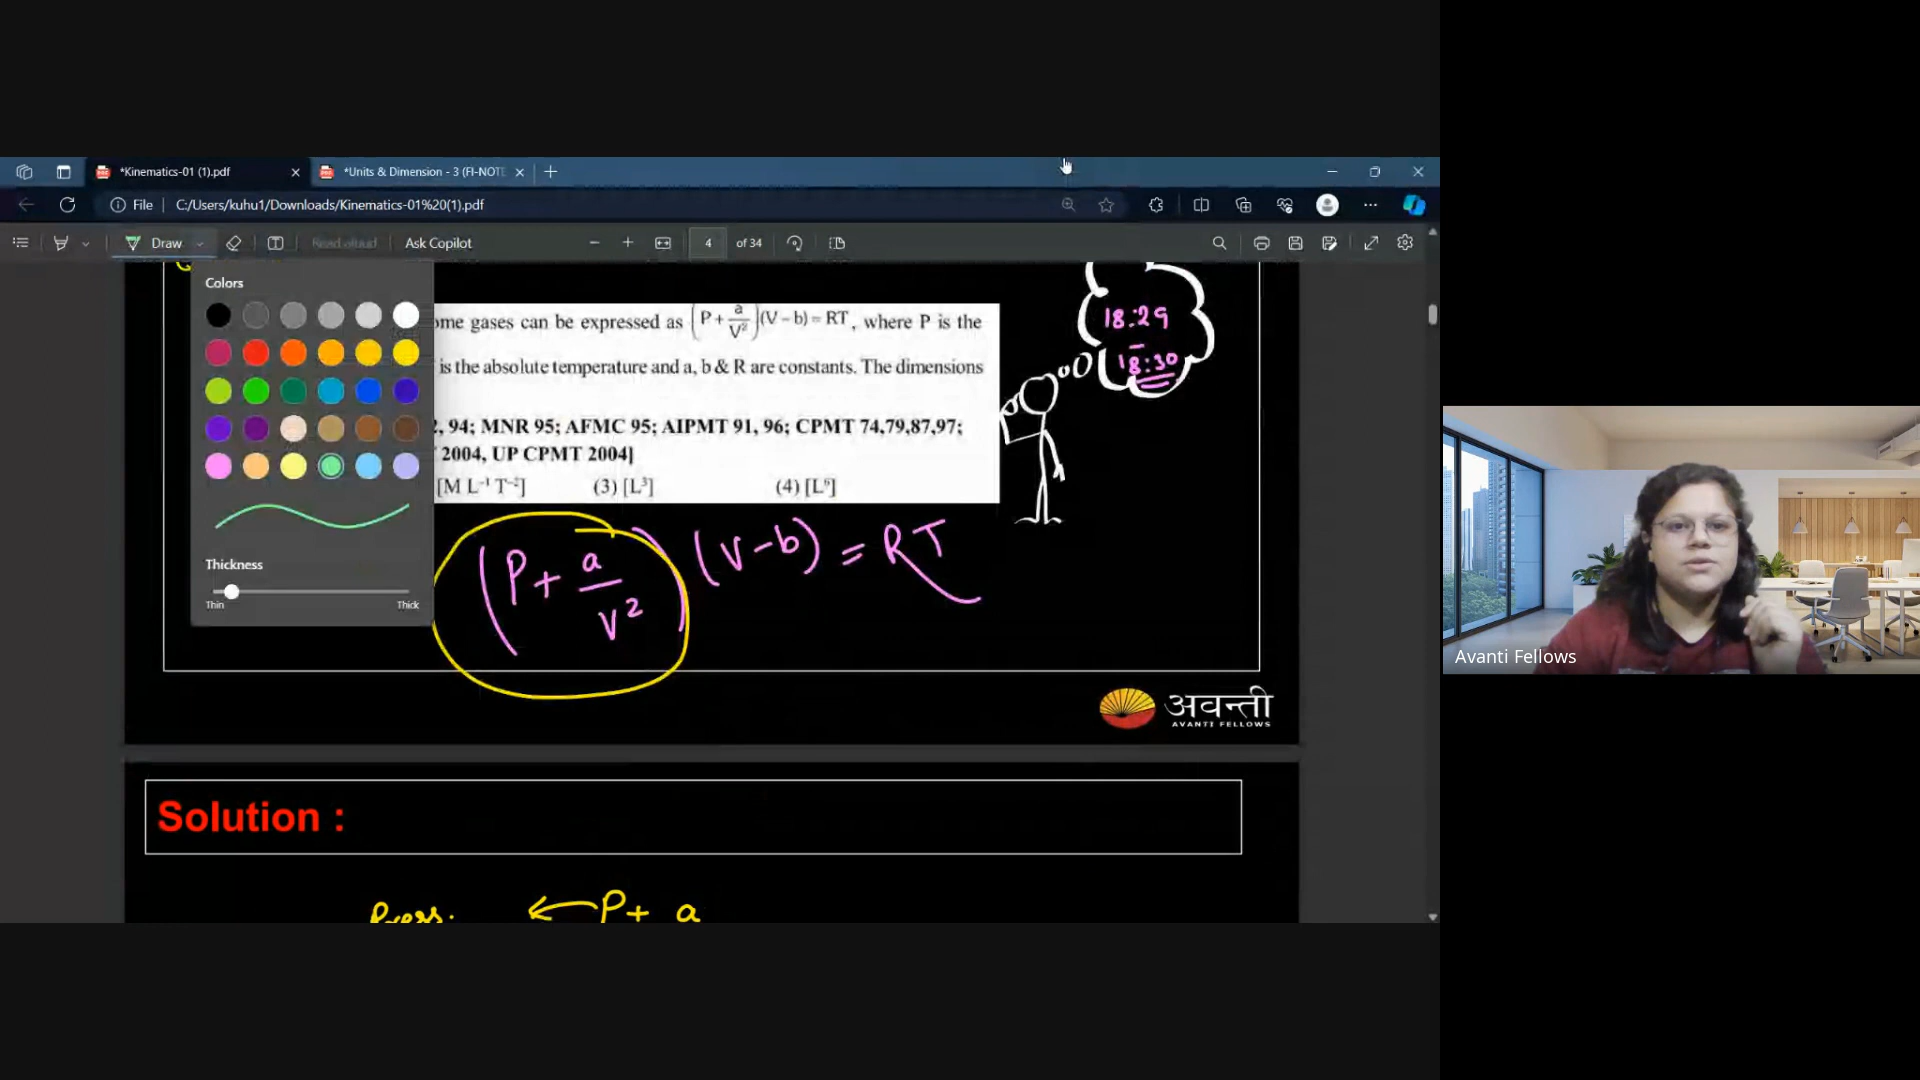 *Kinematics-01 (1).pdf
*Units & Dimension - 3 (FI-NOTE
File
C:/Users/kuhu1/Downloads/Kinematics-01%20(1).pdf
Draw
Read aloud
Ask Copilot
4
of 34
Colors
Thickness
Thin
Thick
ome gases can be expressed as (P + a/V²)(V – b) = RT, where P is the
is the absolute temperature and a, b & R are constants. The dimensions
, 94; MNR 95; AFMC 95; AIPMT 91, 96; CPMT 74,79,87,97;
2004, UP CPMT 2004]
[M L⁻¹ T⁻²]
(3) [L³]
(4) [L⁶]
18:29
18:30
(P + a/V²) (V – b) = RT
अवन्ती
AVANTI FELLOWS
Solution :
Press. ← P + a
Avanti Fellows